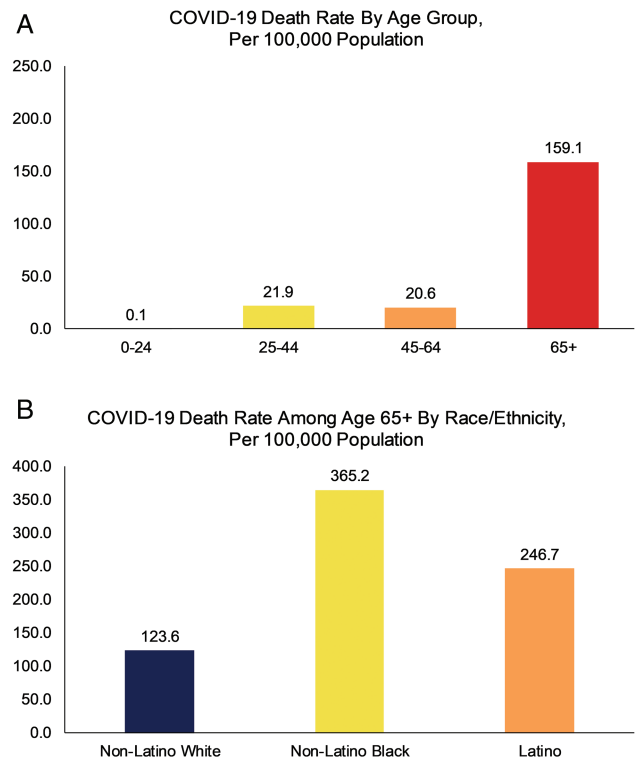 A
COVID-19 Death Rate By Age Group,
Per 100,000 Population
250.0
200.0
150.0
100.0
50.0
0.0
0.1
21.9
20.6
159.1
0-24
25-44
45-64
65+
B
COVID-19 Death Rate Among Age 65+ By Race/Ethnicity,
Per 100,000 Population
400.0
350.0
300.0
250.0
200.0
150.0
100.0
50.0
0.0
123.6
365.2
246.7
Non-Latino White
Non-Latino Black
Latino